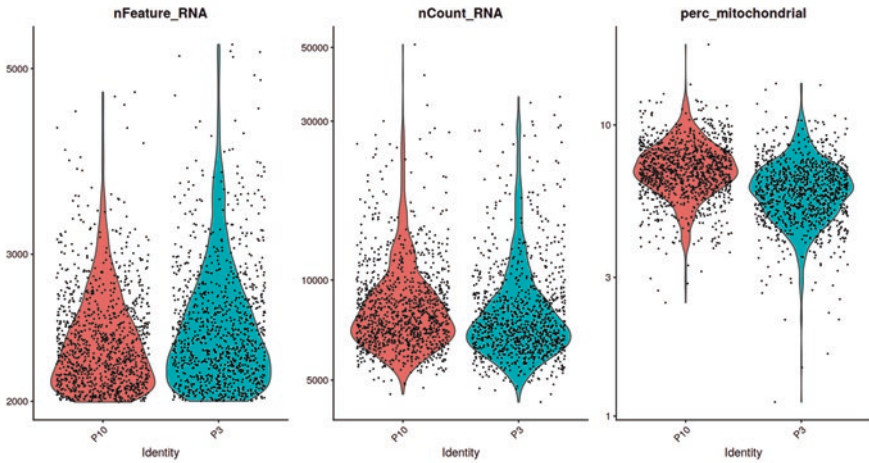 nFeature_RNA
5000
3000
2000
P10
P3
Identity
nCount_RNA
50000
30000
10000
5000
P10
P3
Identity
perc_mitochondrial
10
3
1
P10
P3
Identity